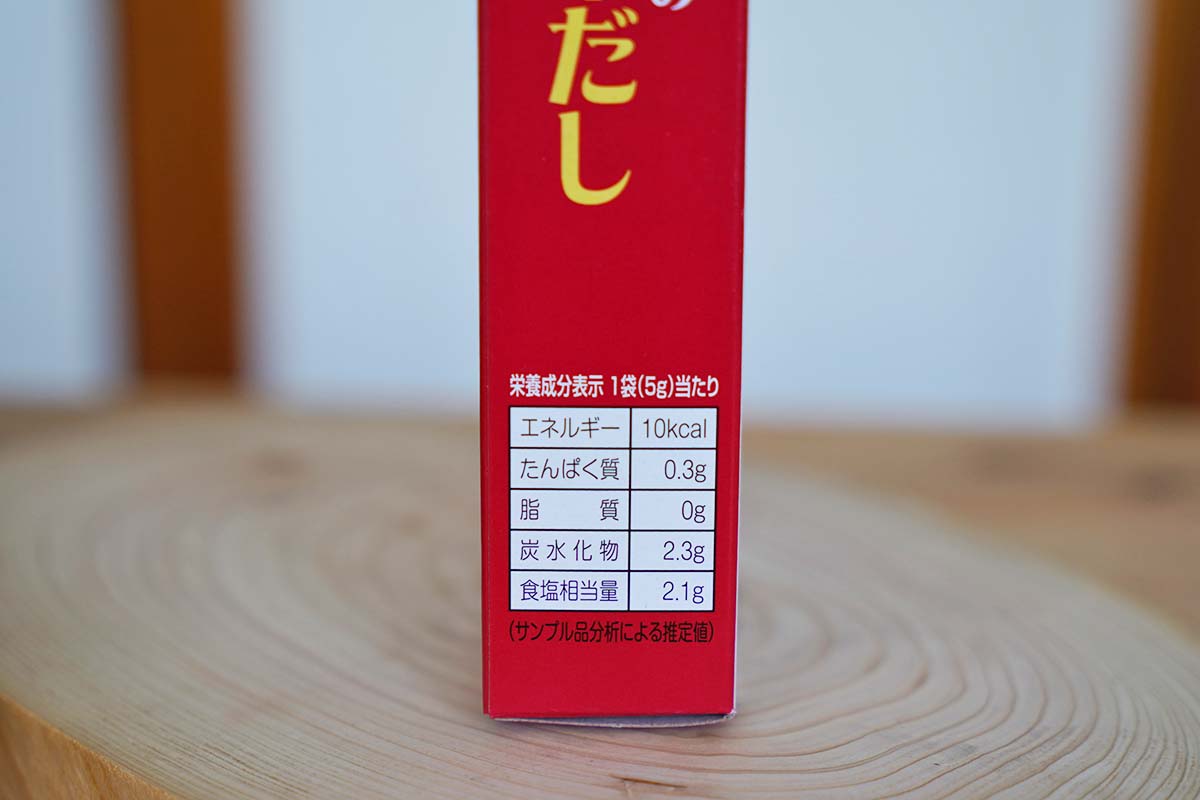 の
だし
栄養成分表示 1袋(5g)当たり
エネルギー 10kcal
たんぱく質 0.3g
脂質 0g
炭水化物 2.3g
食塩相当量 2.1g
(サンプル品分析による推定値)